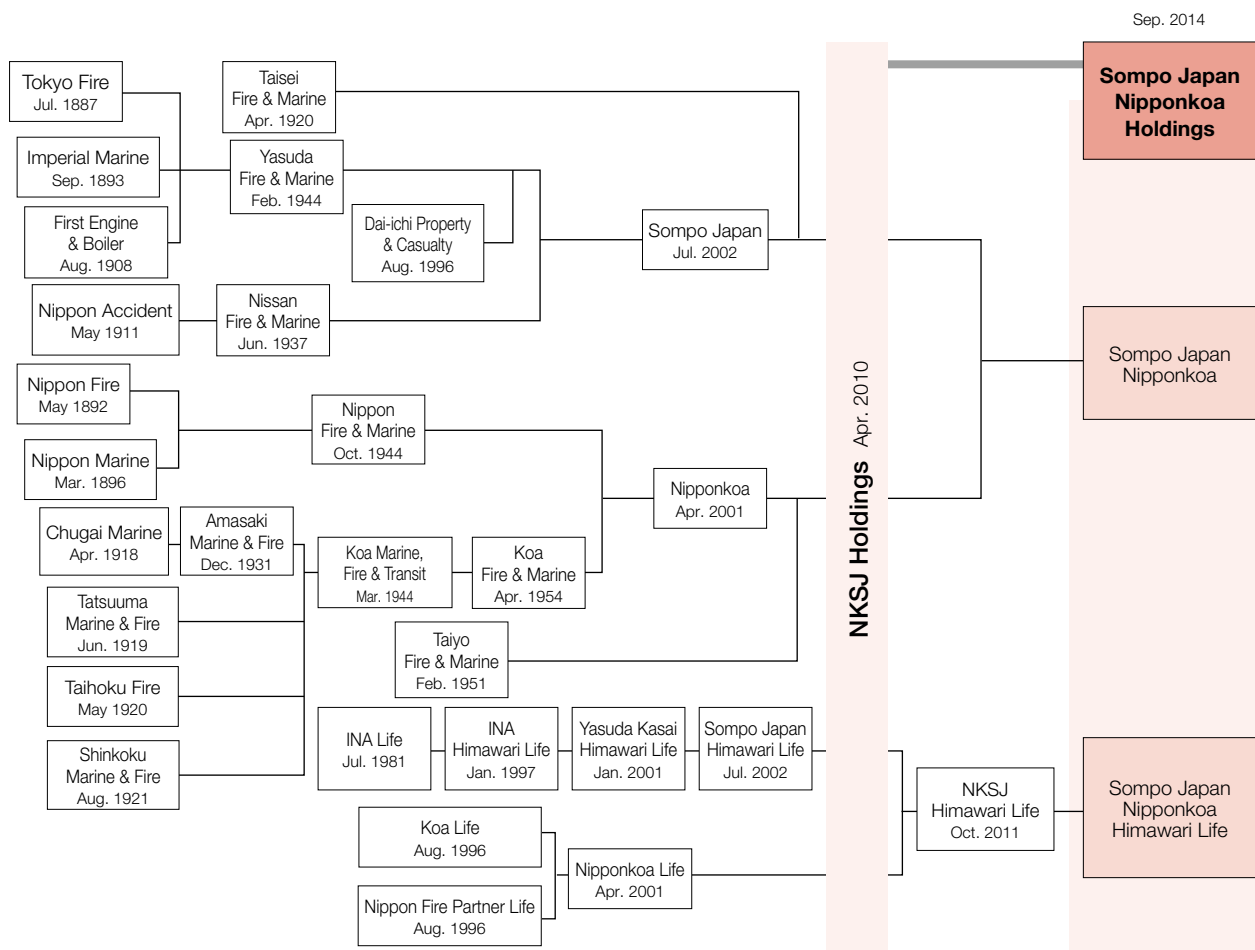 Sep. 2014
Sompo Japan
Nipponkoa
Holdings
Tokyo Fire
Jul. 1887
Taisei
Fire & Marine
Apr. 1920
Imperial Marine
Sep. 1893
Yasuda
Fire & Marine
Feb. 1944
First Engine
& Boiler
Aug. 1908
Dai-ichi Property
& Casualty
Aug. 1996
Sompo Japan
Jul. 2002
Nippon Accident
May 1911
Nissan
Fire & Marine
Jun. 1937
Sompo Japan
Nipponkoa
Nippon Fire
May 1892
Nippon
Fire & Marine
Oct. 1944
Nippon Marine
Mar. 1896
Nipponkoa
Apr. 2001
NKSJ Holdings Apr. 2010
Chugai Marine
Apr. 1918
Amasaki
Marine & Fire
Dec. 1931
Koa Marine,
Fire & Transit
Mar. 1944
Koa
Fire & Marine
Apr. 1954
Tatsuuma
Marine & Fire
Jun. 1919
Taiyo
Fire & Marine
Feb. 1951
Taihoku Fire
May 1920
Shinkoku
Marine & Fire
Aug. 1921
INA Life
Jul. 1981
INA
Himawari Life
Jan. 1997
Yasuda Kasai
Himawari Life
Jan. 2001
Sompo Japan
Himawari Life
Jul. 2002
NKSJ
Himawari Life
Oct. 2011
Sompo Japan
Nipponkoa
Himawari Life
Koa Life
Aug. 1996
Nipponkoa Life
Apr. 2001
Nippon Fire Partner Life
Aug. 1996